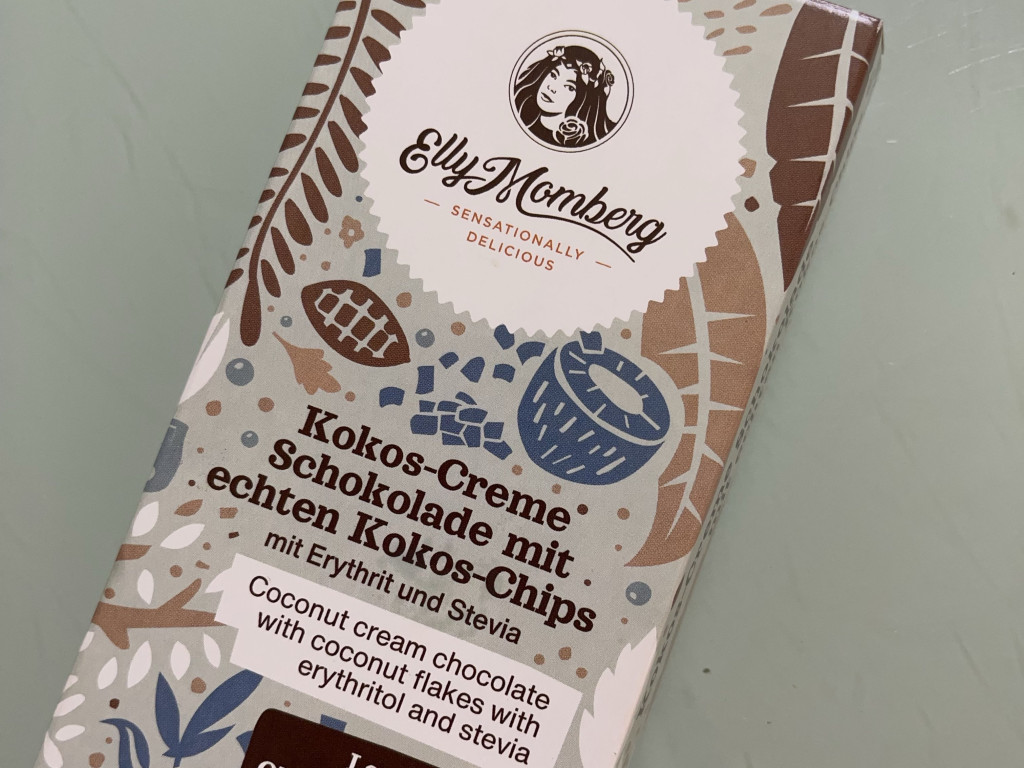 Elly Momberg
— SENSATIONALLY —
DELICIOUS
Kokos-Creme
Schokolade mit
echten Kokos-Chips
mit Erythrit und Stevia
Coconut cream chocolate
with coconut flakes with
erythritol and stevia